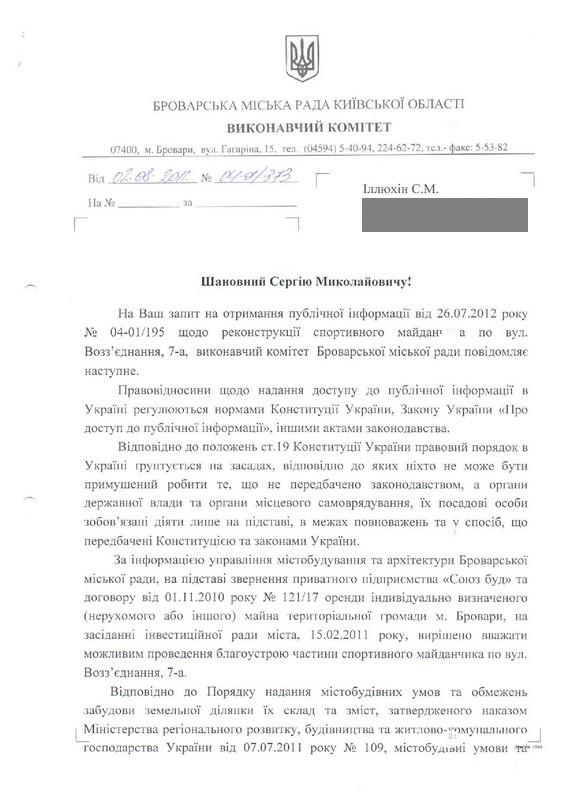 БРОВАРСЬКА МІСЬКА РАДА КИЇВСЬКОЇ ОБЛАСТІ
ВИКОНАВЧИЙ КОМІТЕТ
07400, м. Бровари, вул. Гагаріна, 15, тел. (04594) 5-40-94, 224-62-72, тел.- факс: 5-53-82
Від 02.08.2012 № 04-01/373
На № за
Іллюхін С.М.
Шановний Сергію Миколайовичу!
На Ваш запит на отримання публічної інформації від 26.07.2012 року
№ 04-01/195 щодо реконструкції спортивного майданч а по вул.
Возз’єднання, 7-а, виконавчий комітет Броварської міської ради повідомляє
наступне.
Правовідносини щодо надання доступу до публічної інформації в
Україні регулюються нормами Конституції України, Закону України «Про
доступ до публічної інформації», іншими актами законодавства.
Відповідно до положень ст.19 Конституції України правовий порядок в
Україні ґрунтується на засадах, відповідно до яких ніхто не може бути
примушений робити те, що не передбачено законодавством, а органи
державної влади та органи місцевого самоврядування, їх посадові особи
зобов’язані діяти лише на підставі, в межах повноважень та у спосіб, що
передбачені Конституцією та законами України.
За інформацією управління містобудування та архітектури Броварської
міської ради, на підставі звернення приватного підприємства «Союз буд» та
договору від 01.11.2010 року № 121/17 оренди індивідуально визначеного
(нерухомого або іншого) майна територіальної громади м. Бровари, на
засіданні інвестиційної ради міста, 15.02.2011 року, вирішено вважати
можливим проведення благоустрою частини спортивного майданчика по вул.
Возз’єднання, 7-а.
Відповідно до Порядку надання містобудівних умов та обмежень
забудови земельної ділянки їх склад та зміст, затвердженого наказом
Міністерства регіонального розвитку, будівництва та житлово-комунального
господарства України від 07.07.2011 року № 109, містобудівні умови та